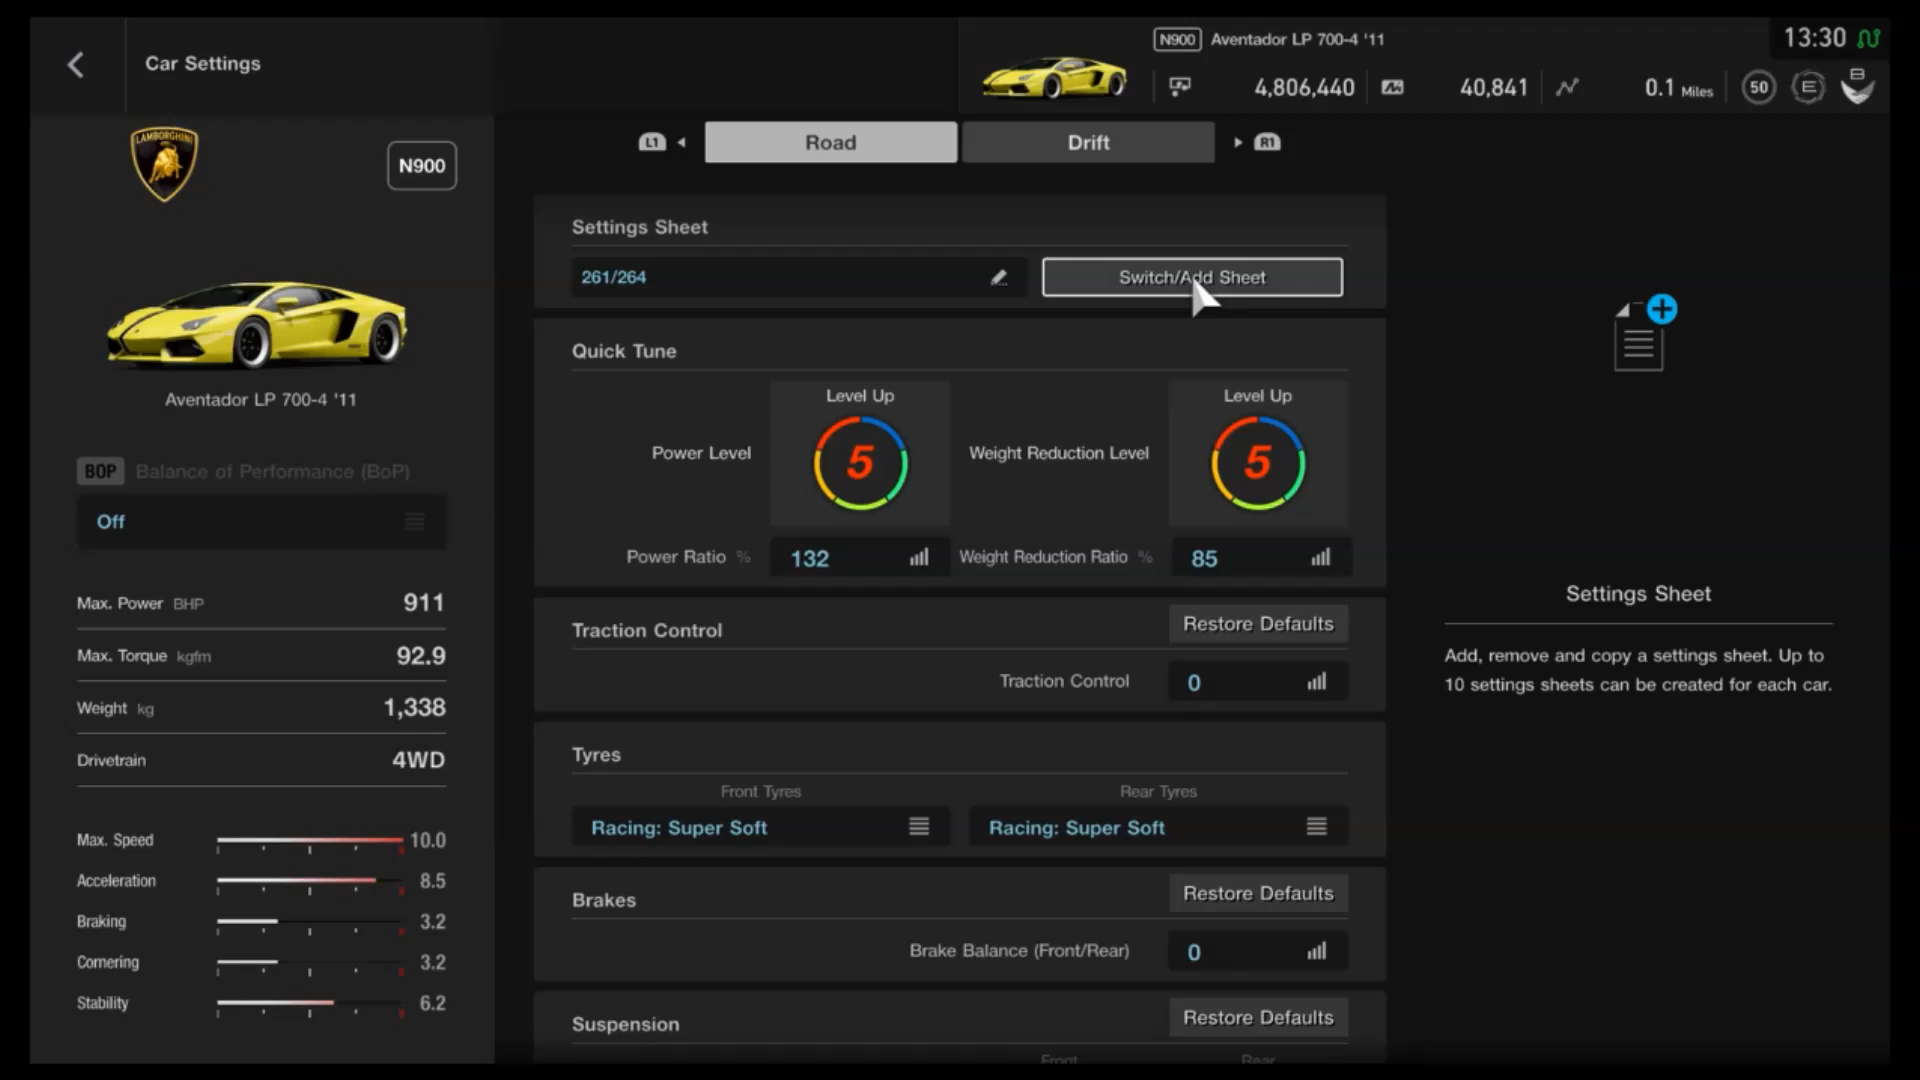 Car Settings
N900 Aventador LP 700-4 '11
13:30
4,806,440
40,841
0.1 Miles
50
E
B
LAMBORGHINI
N900
Aventador LP 700-4 '11
BOP Balance of Performance (BoP)
Off
Max. Power BHP 911
Max. Torque kgfm 92.9
Weight kg 1,338
Drivetrain 4WD
Max. Speed 10.0
Acceleration 8.5
Braking 3.2
Cornering 3.2
Stability 6.2
L1 Road Drift R1
Settings Sheet
261/264 Switch/Add Sheet
Quick Tune
Level Up Level Up
Power Level 5 Weight Reduction Level 5
Power Ratio % 132 Weight Reduction Ratio % 85
Traction Control Restore Defaults
Traction Control 0
Tyres
Front Tyres Rear Tyres
Racing: Super Soft Racing: Super Soft
Brakes Restore Defaults
Brake Balance (Front/Rear) 0
Suspension Restore Defaults
Front Rear
Settings Sheet
Add, remove and copy a settings sheet. Up to
10 settings sheets can be created for each car.